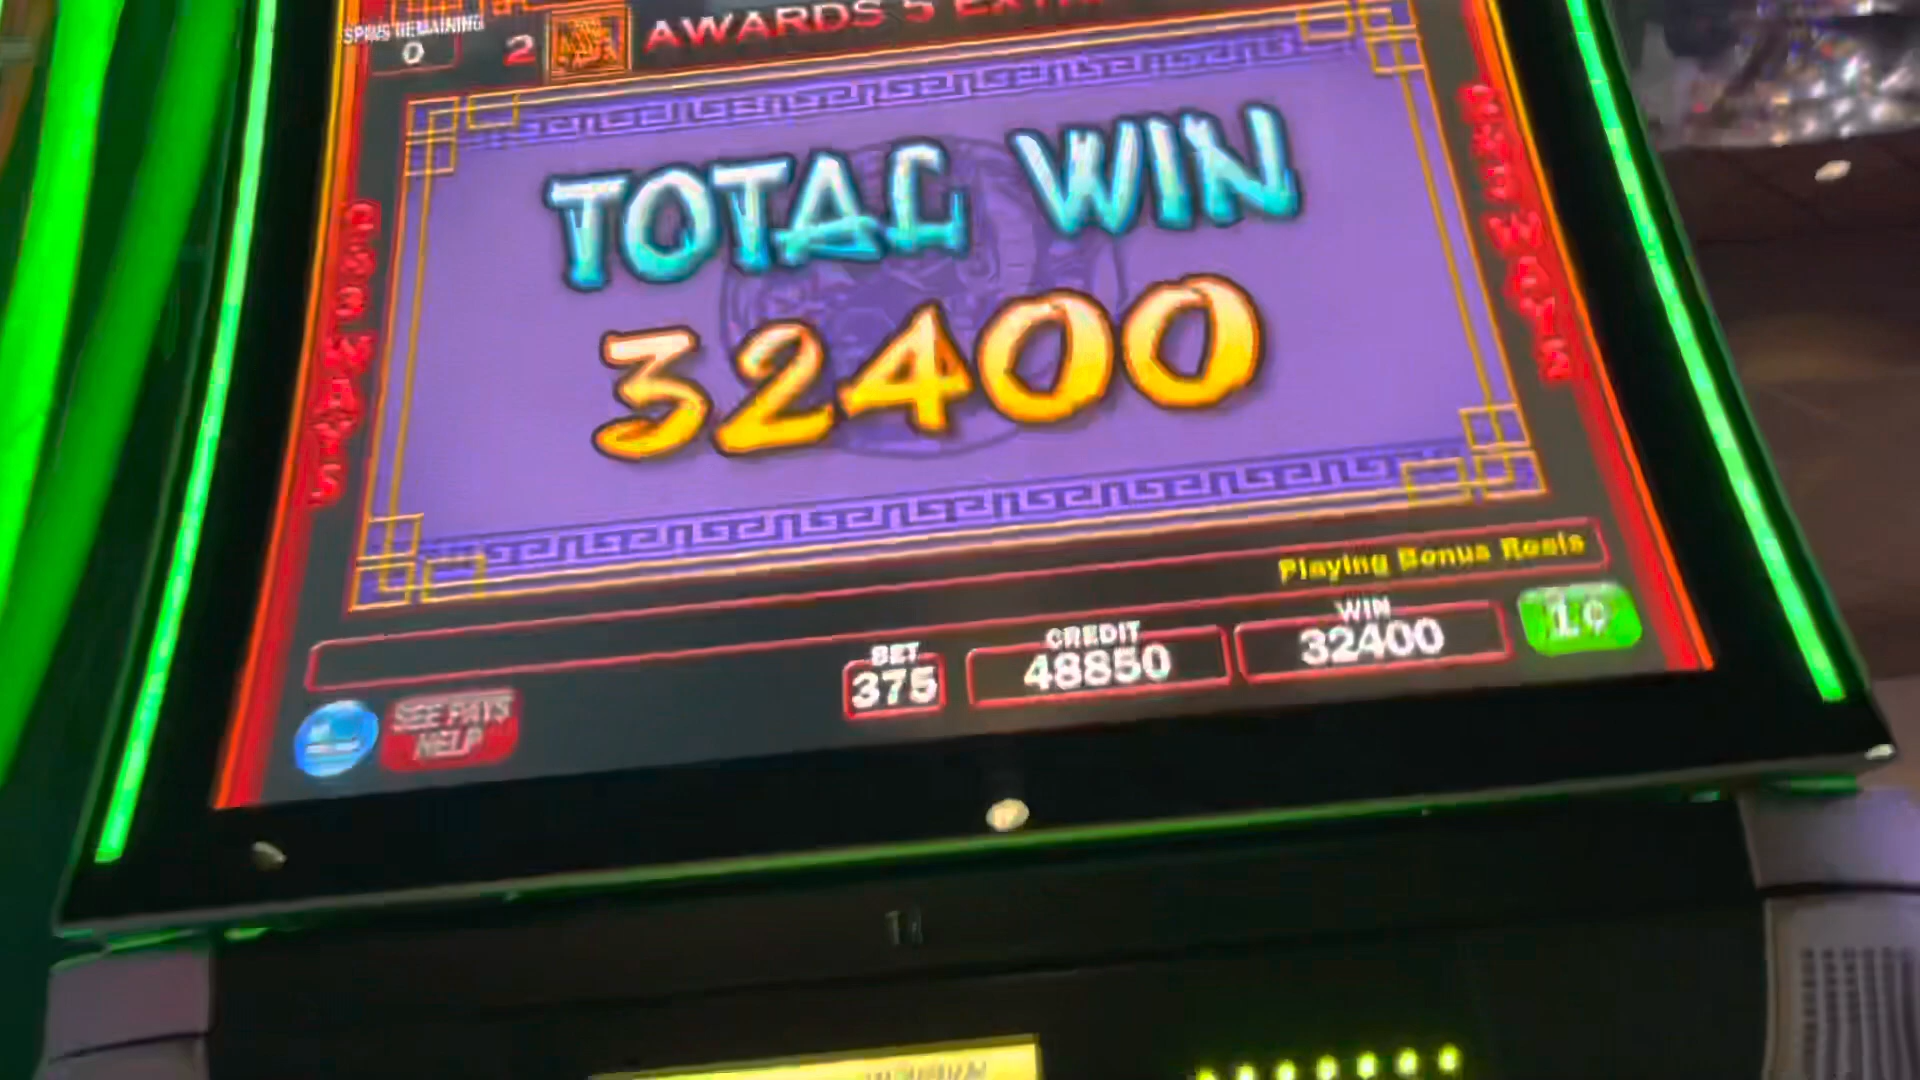 SPINS REMAINING
0
2 AWARDS 5 EXTRA
TOTAL WIN
32400
243 WAYS
243 WAYS
Playing Bonus Reels
BET
375
CREDIT
48850
WIN
32400
1¢
SEE PAYS
HELP